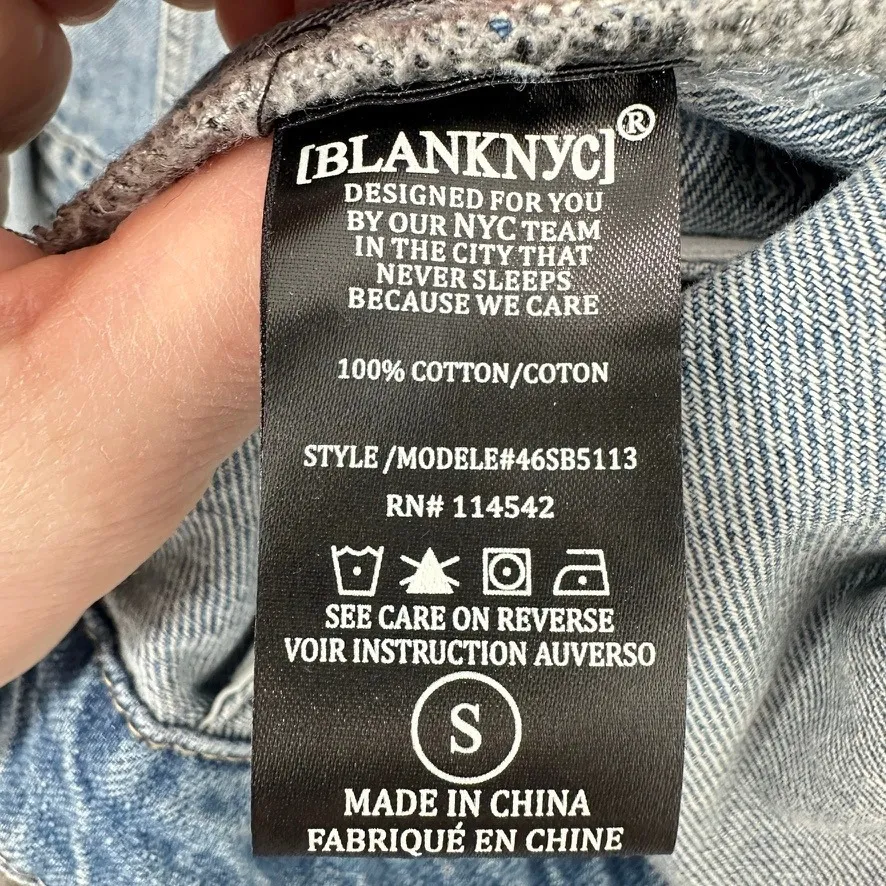 [BLANKNYC]®
DESIGNED FOR YOU
BY OUR NYC TEAM
IN THE CITY THAT
NEVER SLEEPS
BECAUSE WE CARE
100% COTTON/COTON
STYLE /MODELE#46SB5113
RN# 114542
SEE CARE ON REVERSE
VOIR INSTRUCTION AUVERSO
S
MADE IN CHINA
FABRIQUÉ EN CHINE